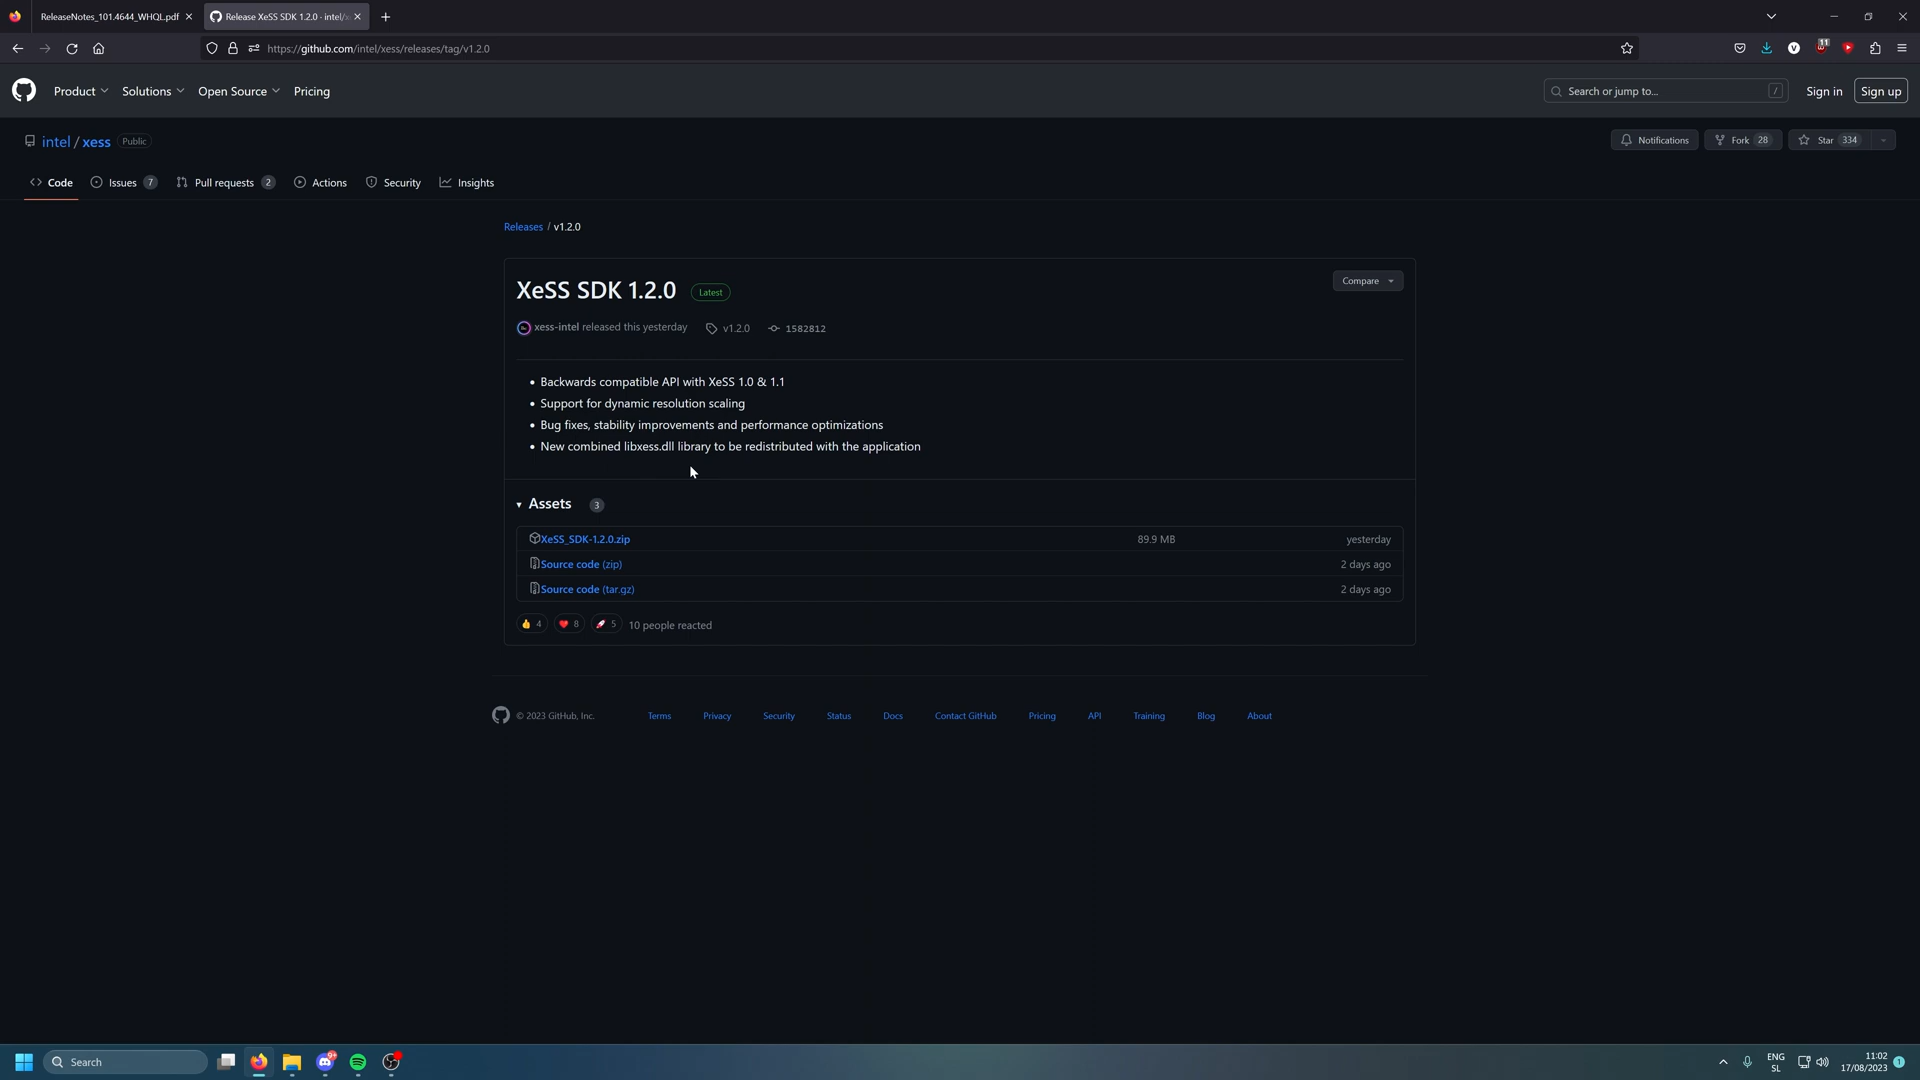 ReleaseNotes_101.4644_WHQL.pdf
Release XeSS SDK 1.2.0 · intel/x
https://github.com/intel/xess/releases/tag/v1.2.0
11
Product Solutions Open Source Pricing
Search or jump to... /
Sign in Sign up
intel / xess Public
Notifications Fork 28 Star 334
Code Issues 7 Pull requests 2 Actions Security Insights
Releases / v1.2.0
XeSS SDK 1.2.0 Latest
Compare
xess-intel released this yesterday v1.2.0 1582812
• Backwards compatible API with XeSS 1.0 & 1.1
• Support for dynamic resolution scaling
• Bug fixes, stability improvements and performance optimizations
• New combined libxess.dll library to be redistributed with the application
Assets 3
XeSS_SDK-1.2.0.zip 89.9 MB yesterday
Source code (zip) 2 days ago
Source code (tar.gz) 2 days ago
4 8 5 10 people reacted
© 2023 GitHub, Inc. Terms Privacy Security Status Docs Contact GitHub Pricing API Training Blog About
Search
9+
ENG
SL
11:02
17/08/2023
1